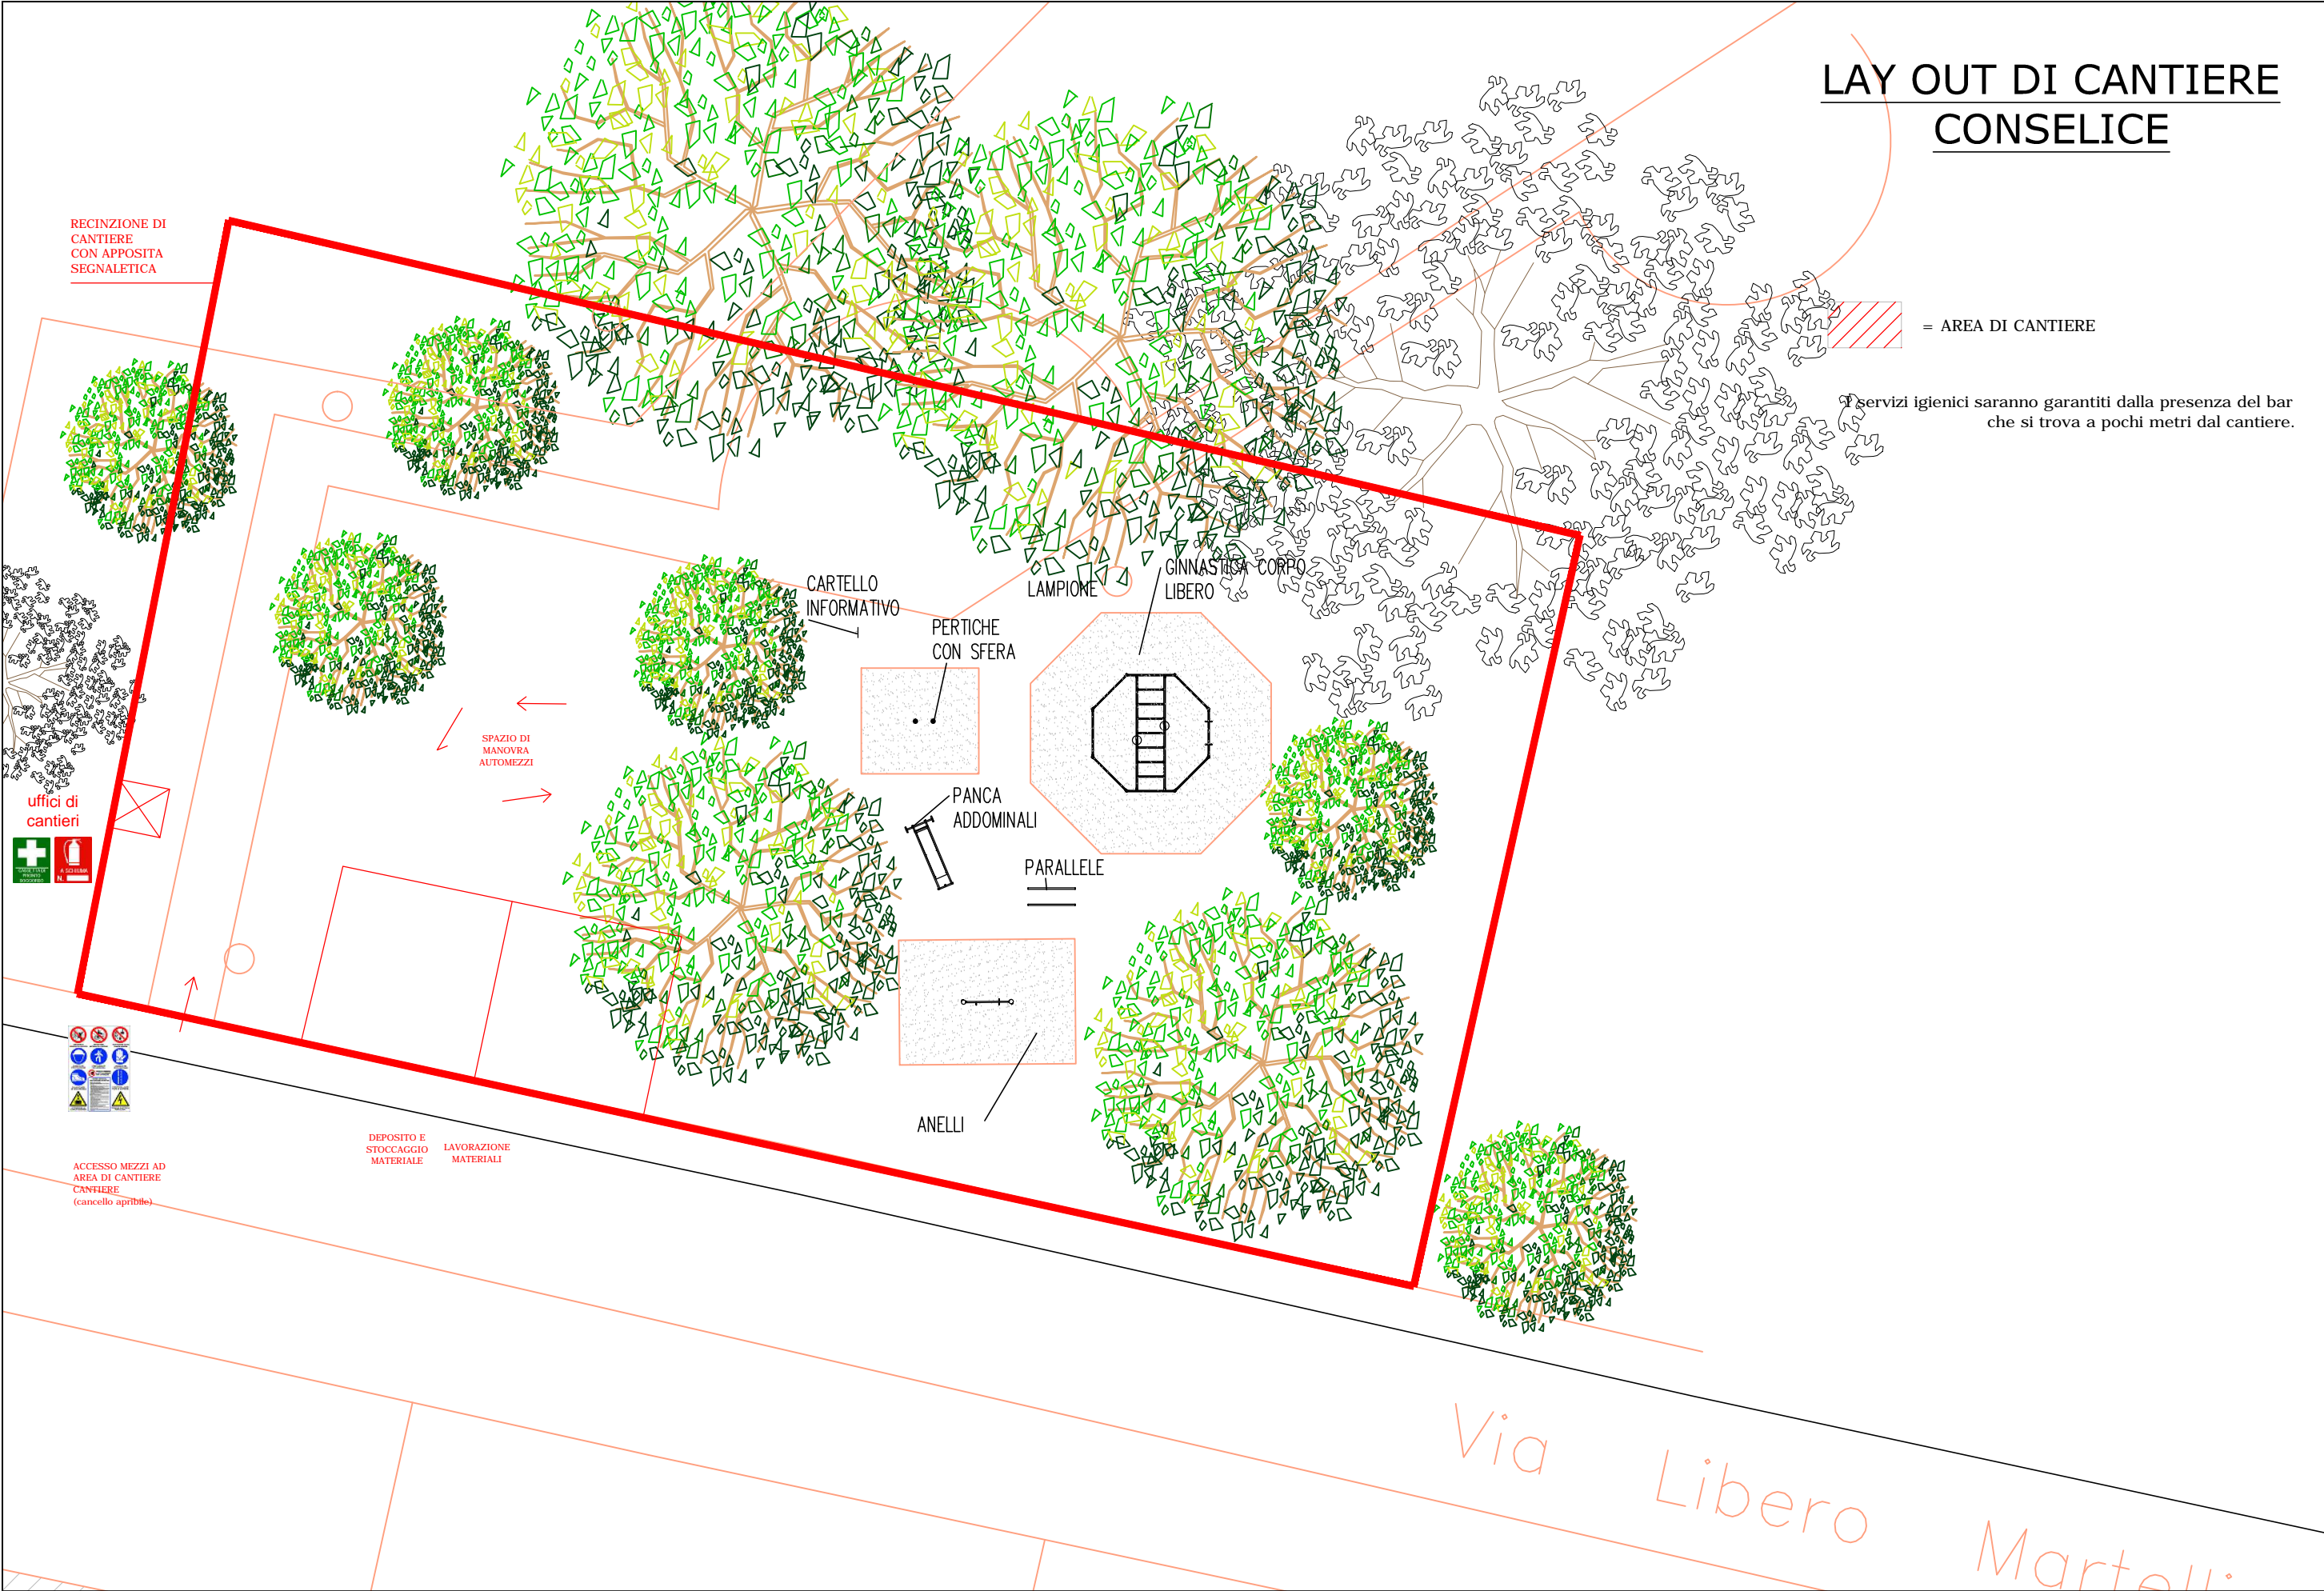 LAY OUT DI CANTIERE
CONSELICE
RECINZIONE DI
CANTIERE
CON APPOSITA
SEGNALETICA
= AREA DI CANTIERE
I servizi igienici saranno garantiti dalla presenza del bar
che si trova a pochi metri dal cantiere.
CARTELLO
INFORMATIVO
LAMPIONE
GINNASTICA CORPO
LIBERO
PERTICHE
CON SFERA
SPAZIO DI
MANOVRA
AUTOMEZZI
uffici di
cantieri
PANCA
ADDOMINALI
PARALLELE
A SCHIUMA
N.
ANELLI
DEPOSITO E
STOCCAGGIO
MATERIALE
LAVORAZIONE
MATERIALI
ACCESSO MEZZI AD
AREA DI CANTIERE
CANTIERE
(cancello apribile)
Via Libero Martelli